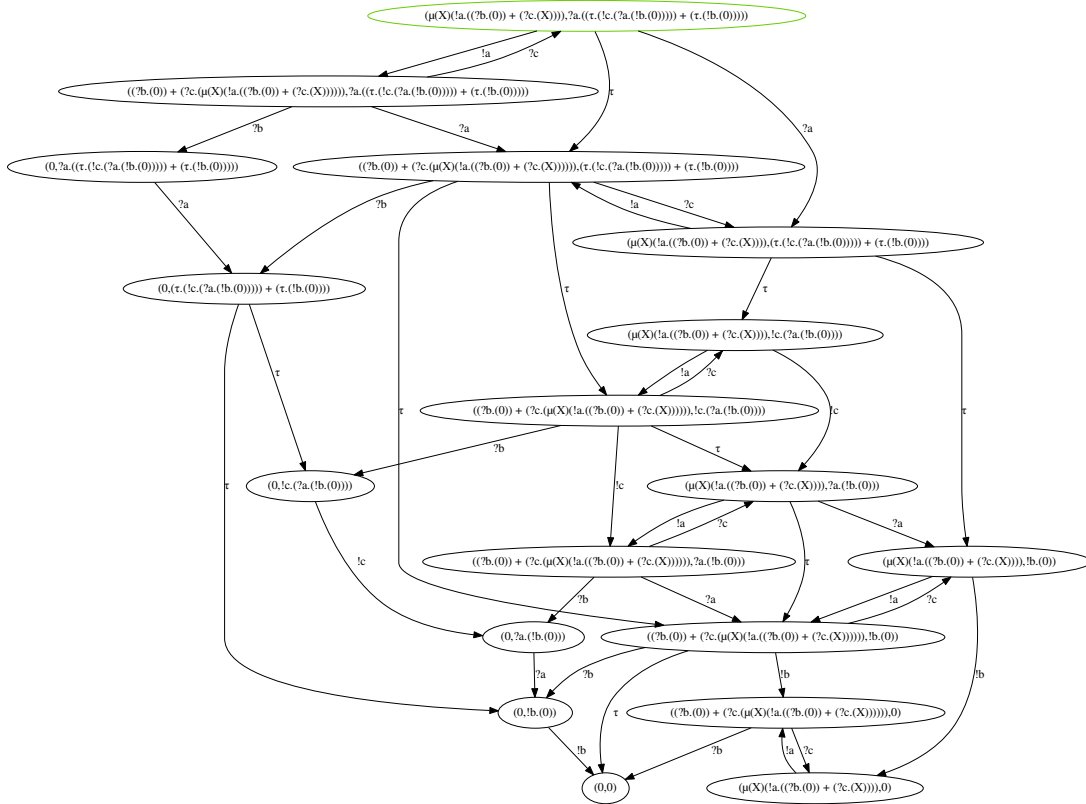 (μ(X)(!a.((?b.(0)) + (?c.(X)))),?a.((τ.(!c.(?a.(!b.(0))))) + (τ.(!b.(0)))))
!a
?c
((?b.(0)) + (?c.(μ(X)(!a.((?b.(0)) + (?c.(X)))))),?a.((τ.(!c.(?a.(!b.(0))))) + (τ.(!b.(0)))))
τ
?b
?a
?a
(0,?a.((τ.(!c.(?a.(!b.(0))))) + (τ.(!b.(0)))))
((?b.(0)) + (?c.(μ(X)(!a.((?b.(0)) + (?c.(X)))))),(τ.(!c.(?a.(!b.(0))))) + (τ.(!b.(0))))
?a
?b
!a
?c
(μ(X)(!a.((?b.(0)) + (?c.(X)))),(τ.(!c.(?a.(!b.(0))))) + (τ.(!b.(0))))
(0,(τ.(!c.(?a.(!b.(0))))) + (τ.(!b.(0))))
τ
τ
(μ(X)(!a.((?b.(0)) + (?c.(X)))),!c.(?a.(!b.(0))))
τ
!a
?c
((?b.(0)) + (?c.(μ(X)(!a.((?b.(0)) + (?c.(X)))))),!c.(?a.(!b.(0))))
τ
!c
τ
?b
τ
τ
(0,!c.(?a.(!b.(0))))
!c
(μ(X)(!a.((?b.(0)) + (?c.(X)))),?a.(!b.(0)))
!a
?c
?a
((?b.(0)) + (?c.(μ(X)(!a.((?b.(0)) + (?c.(X)))))),?a.(!b.(0)))
τ
(μ(X)(!a.((?b.(0)) + (?c.(X)))),!b.(0))
!c
?b
?a
!a
?c
(0,?a.(!b.(0)))
((?b.(0)) + (?c.(μ(X)(!a.((?b.(0)) + (?c.(X)))))),!b.(0))
?a
?b
!b
!b
(0,!b.(0))
τ
((?b.(0)) + (?c.(μ(X)(!a.((?b.(0)) + (?c.(X)))))),0)
!b
?b
!a
?c
(0,0)
(μ(X)(!a.((?b.(0)) + (?c.(X)))),0)